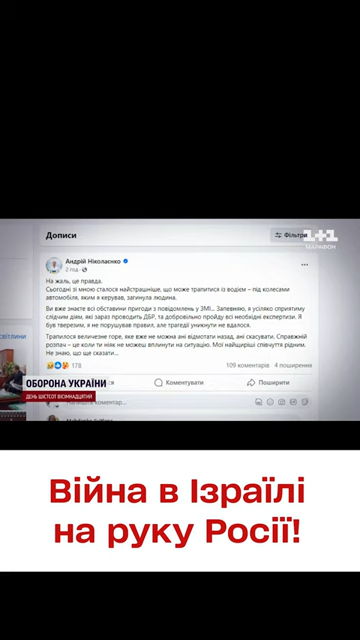 1+1
МАРАФОН
Дописи
Фільтри
Андрій Ніколаєнко
2 год.
На жаль, це правда.
Сьогодні зі мною сталося найстрашніше, що може трапитися із водієм – під колесами
автомобіля, яким я керував, загинула людина.
Ви вже знаєте всі обставини пригоди з повідомлень у ЗМІ... Запевняю, я усіляко сприятиму
слідчим діям, які зараз проводить ДБР, та добровільно пройду всі необхідні експертизи. Я
був тверезим, я не порушував правил, але трагедії уникнути не вдалося.
Трапилося величезне горе, яке вже не можна ані відмотати назад, ані скасувати. Справжній
розпач – це коли ти ніяк не можеш вплинути на ситуацію. Мої найщиріші співчуття рідним.
Не знаю, що ще сказати...
178
109 коментарів 4 поширення
Коментувати
Поширити
ОБОРОНА УКРАЇНИ
ДЕНЬ ШІСТСОТ ВІСІМНАДЦЯТИЙ
Війна в Ізраїлі
на руку Росії!